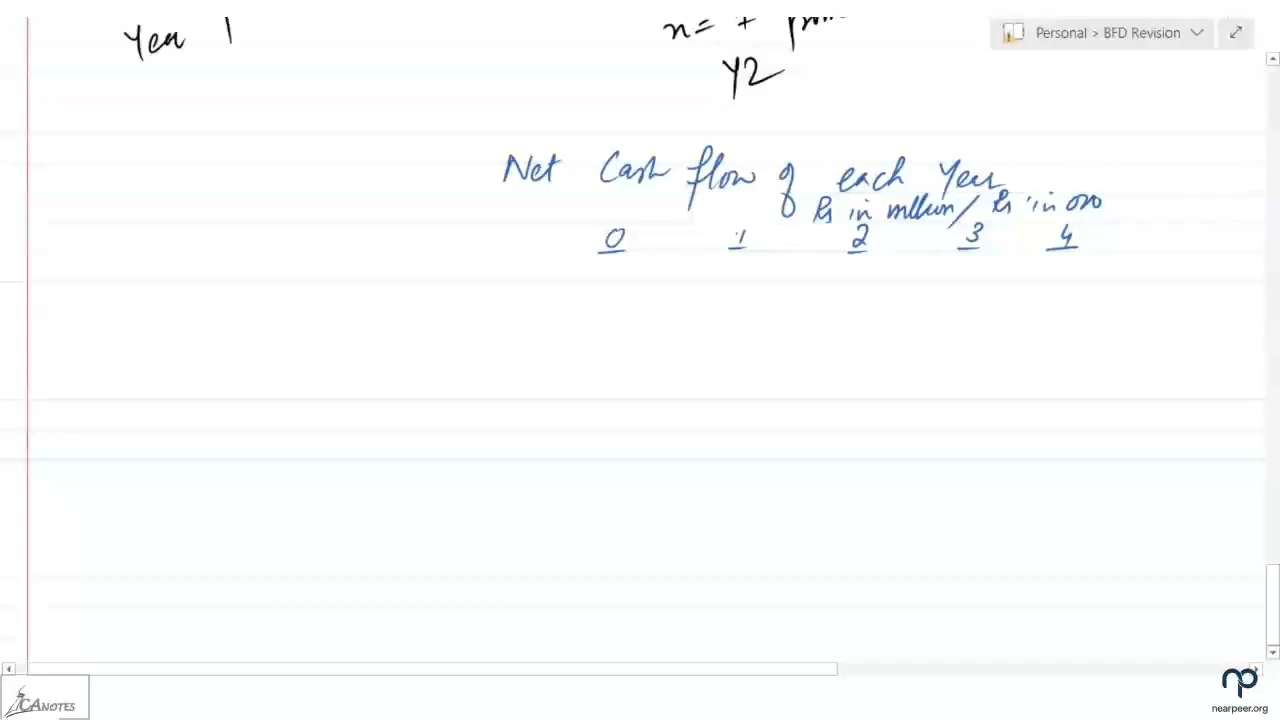 Year 1
n=
Y2
Personal > BFD Revision
Net Cash flow of each Year
Rs in million/ Rs in 000
0 1 2 3 4
CANOTES
np
nearpeer.org